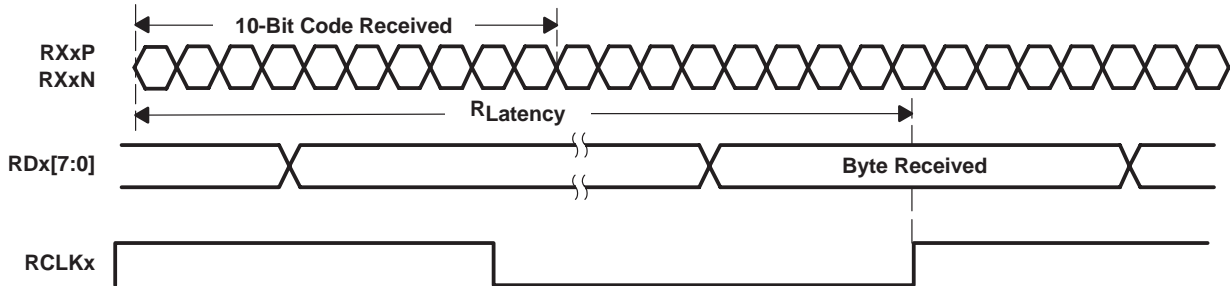 10-Bit Code Received
RXxP
RXxN
RLatency
RDx[7:0]
Byte Received
RCLKx